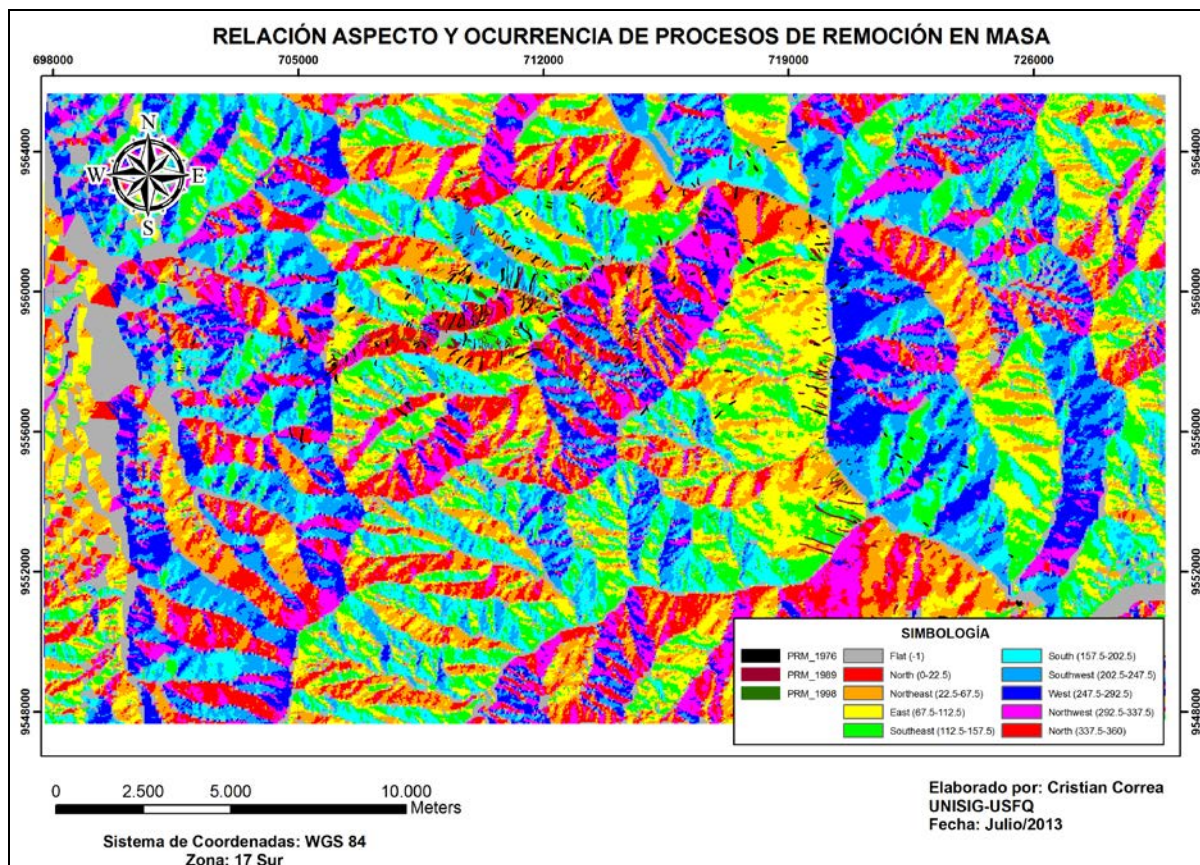 RELACIÓN ASPECTO Y OCURRENCIA DE PROCESOS DE REMOCIÓN EN MASA
698000 705000 712000 719000 726000
N
W E
S
9564000 9564000
9560000 9560000
9556000 9556000
9552000 9552000
9548000 9548000
SIMBOLOGÍA
PRM_1976 Flat (-1) South (157.5-202.5)
PRM_1989 North (0-22.5) Southwest (202.5-247.5)
PRM_1998 Northeast (22.5-67.5) West (247.5-292.5)
East (67.5-112.5) Northwest (292.5-337.5)
Southeast (112.5-157.5) North (337.5-360)
0 2.500 5.000 10.000
Meters
Sistema de Coordenadas: WGS 84
Zona: 17 Sur
Elaborado por: Cristian Correa
UNISIG-USFQ
Fecha: Julio/2013